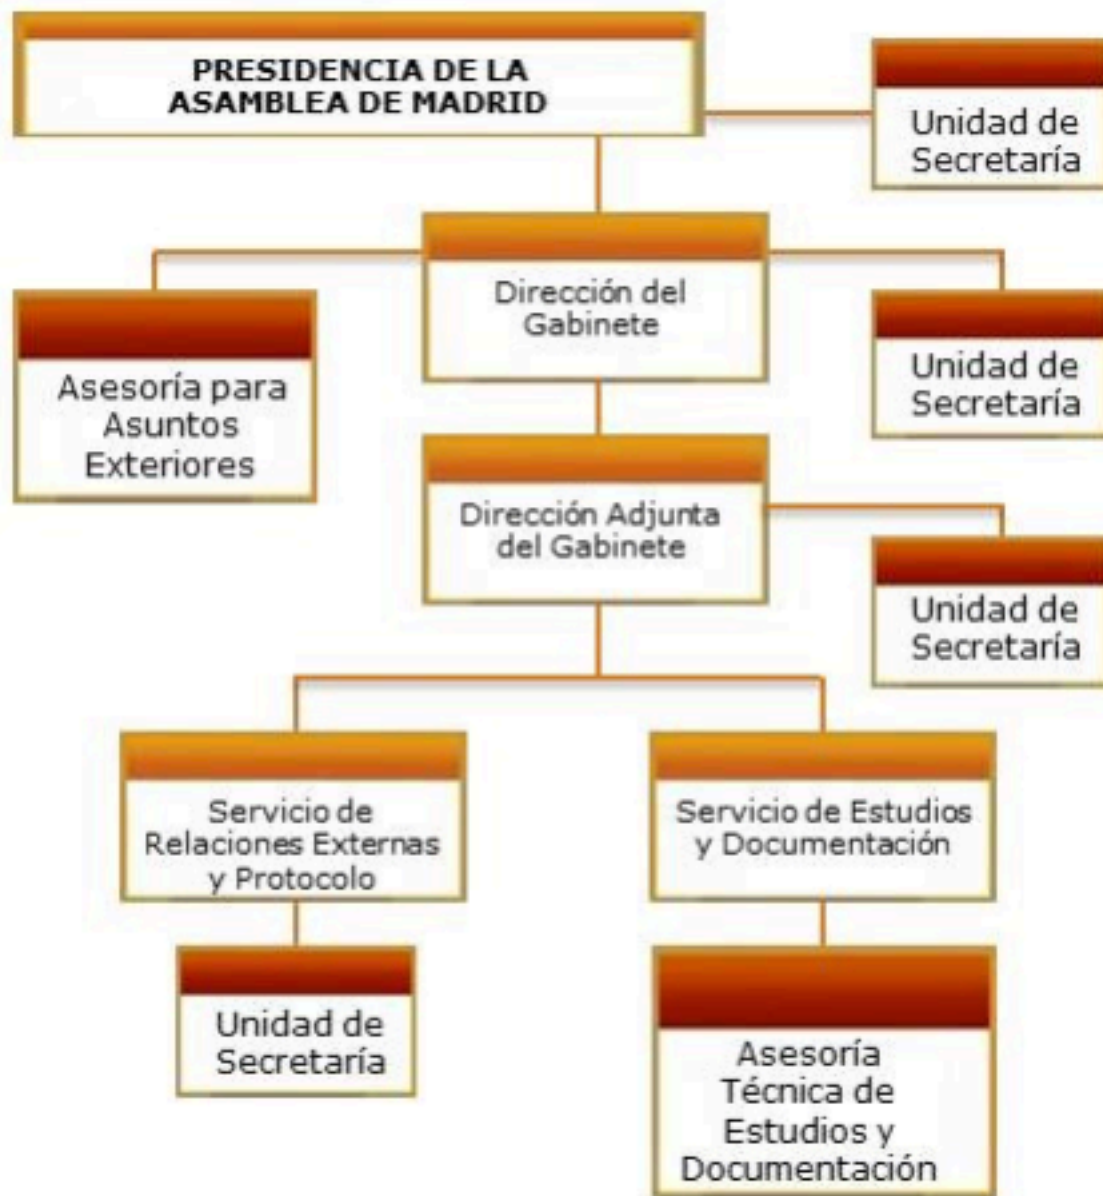 PRESIDENCIA DE LA
ASAMBLEA DE MADRID
Unidad de
Secretaría
Dirección del
Gabinete
Asesoría para
Asuntos
Exteriores
Unidad de
Secretaría
Dirección Adjunta
del Gabinete
Unidad de
Secretaría
Servicio de
Relaciones Externas
y Protocolo
Servicio de Estudios
y Documentación
Unidad de
Secretaría
Asesoría
Técnica de
Estudios y
Documentación